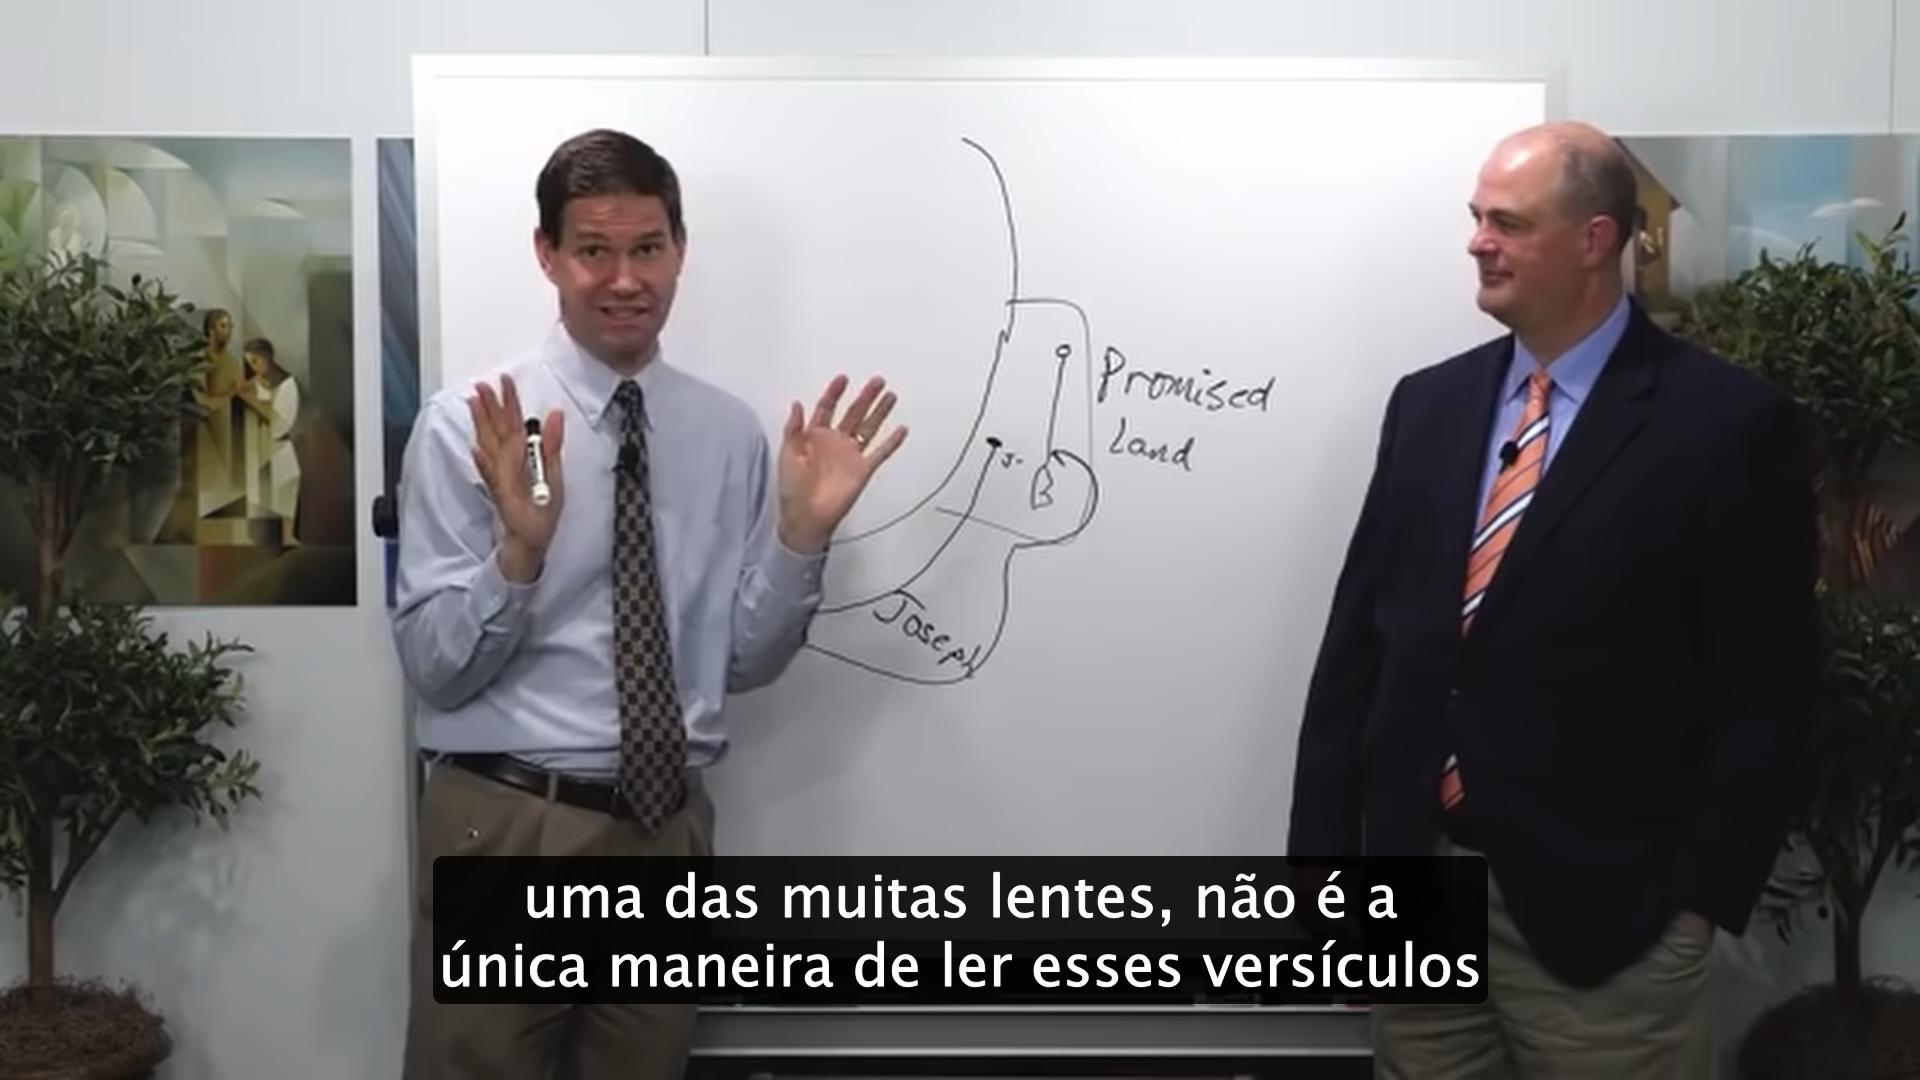 Promised
Land
J-
B
Joseph
uma das muitas lentes, não é a
única maneira de ler esses versículos